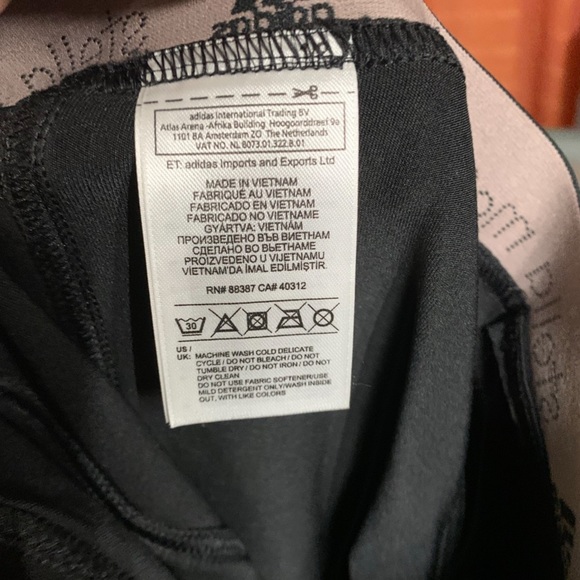 adidas
adidas International Trading BV
Atlas Arena -Afrika Building Hoogoorddreef 9a
1101 BA Amsterdam ZO The Netherlands
VAT NO. NL 8073.01.322.B.01
ET: adidas Imports and Exports Ltd
MADE IN VIETNAM
FABRIQUÉ AU VIETNAM
FABRICADO EN VIETNAM
FABRICADO NO VIETNAME
GYÁRTVA: VIETNÁM
ПРОИЗВЕДЕНО ВЪВ ВИЕТНАМ
СДЕЛАНО ВО ВЬЕТНАМЕ
PROIZVEDENO U VIJETNAMU
VIETNAM'DA İMAL EDİLMİŞTİR.
RN# 88387 CA# 40312
30
US /
UK: MACHINE WASH COLD DELICATE
CYCLE / DO NOT BLEACH / DO NOT
TUMBLE DRY / DO NOT IRON / DO NOT
DRY CLEAN
DO NOT USE FABRIC SOFTENER/USE
MILD DETERGENT ONLY/WASH INSIDE
OUT, WITH LIKE COLORS